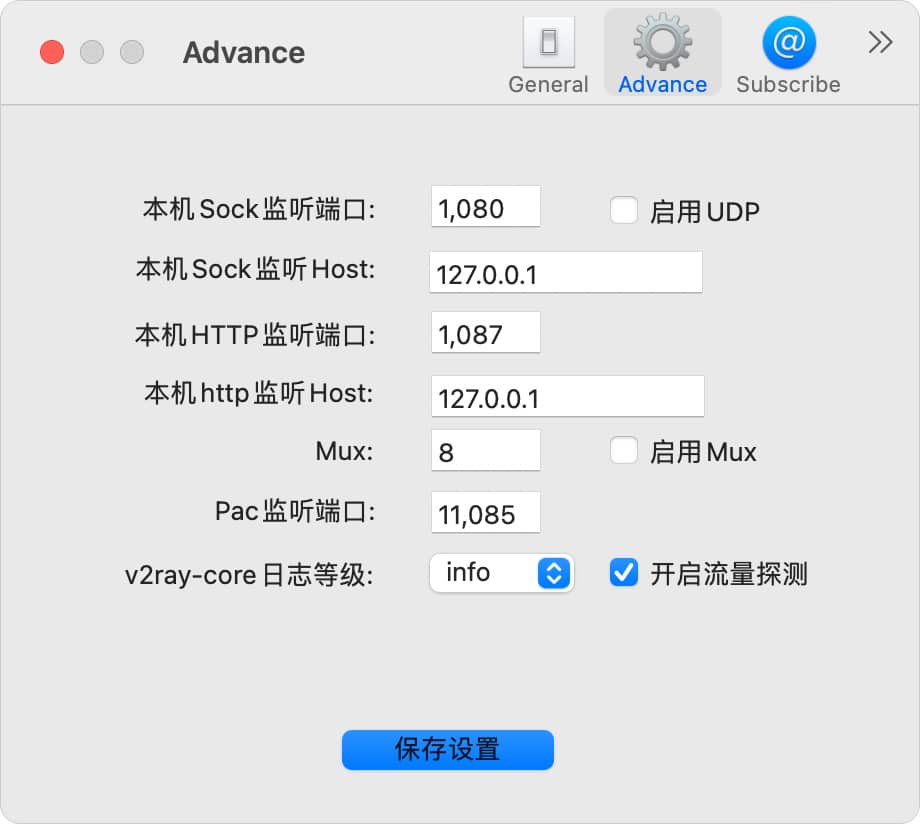 Advance
General
Advance
Subscribe
本机Sock监听端口: 1,080 启用UDP
本机Sock监听Host: 127.0.0.1
本机HTTP监听端口: 1,087
本机http监听Host: 127.0.0.1
Mux: 8 启用Mux
Pac监听端口: 11,085
v2ray-core 日志等级: info 开启流量探测
保存设置